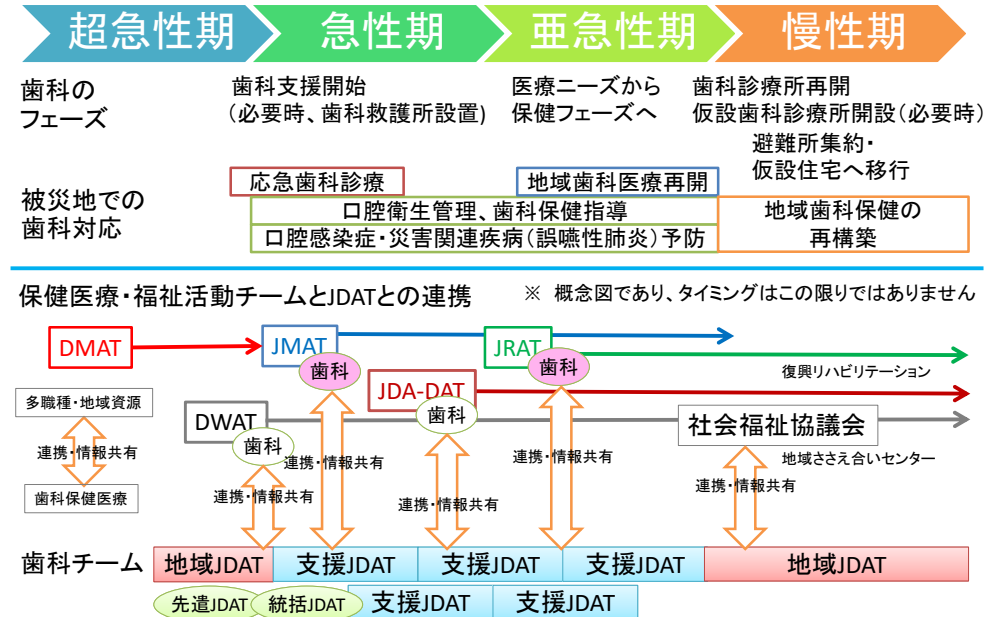 超急性期
急性期
亜急性期
慢性期
歯科の
フェーズ
歯科支援開始
(必要時、歯科救護所設置)
医療ニーズから
保健フェーズへ
歯科診療所再開
仮設歯科診療所開設(必要時)
避難所集約・
仮設住宅へ移行
被災地での
歯科対応
応急歯科診療
地域歯科医療再開
口腔衛生管理、歯科保健指導
口腔感染症・災害関連疾病(誤嚥性肺炎)予防
地域歯科保健の
再構築
保健医療・福祉活動チームとJDATとの連携
※ 概念図であり、タイミングはこの限りではありません
DMAT
JMAT
歯科
JRAT
歯科
復興リハビリテーション
JDA-DAT
歯科
多職種・地域資源
連携・情報共有
歯科保健医療
DWAT
歯科
社会福祉協議会
地域ささえ合いセンター
連携・情報共有
連携・情報共有
連携・情報共有
連携・情報共有
連携・情報共有
歯科チーム
地域JDAT
支援JDAT
支援JDAT
支援JDAT
地域JDAT
先遣JDAT
統括JDAT
支援JDAT
支援JDAT